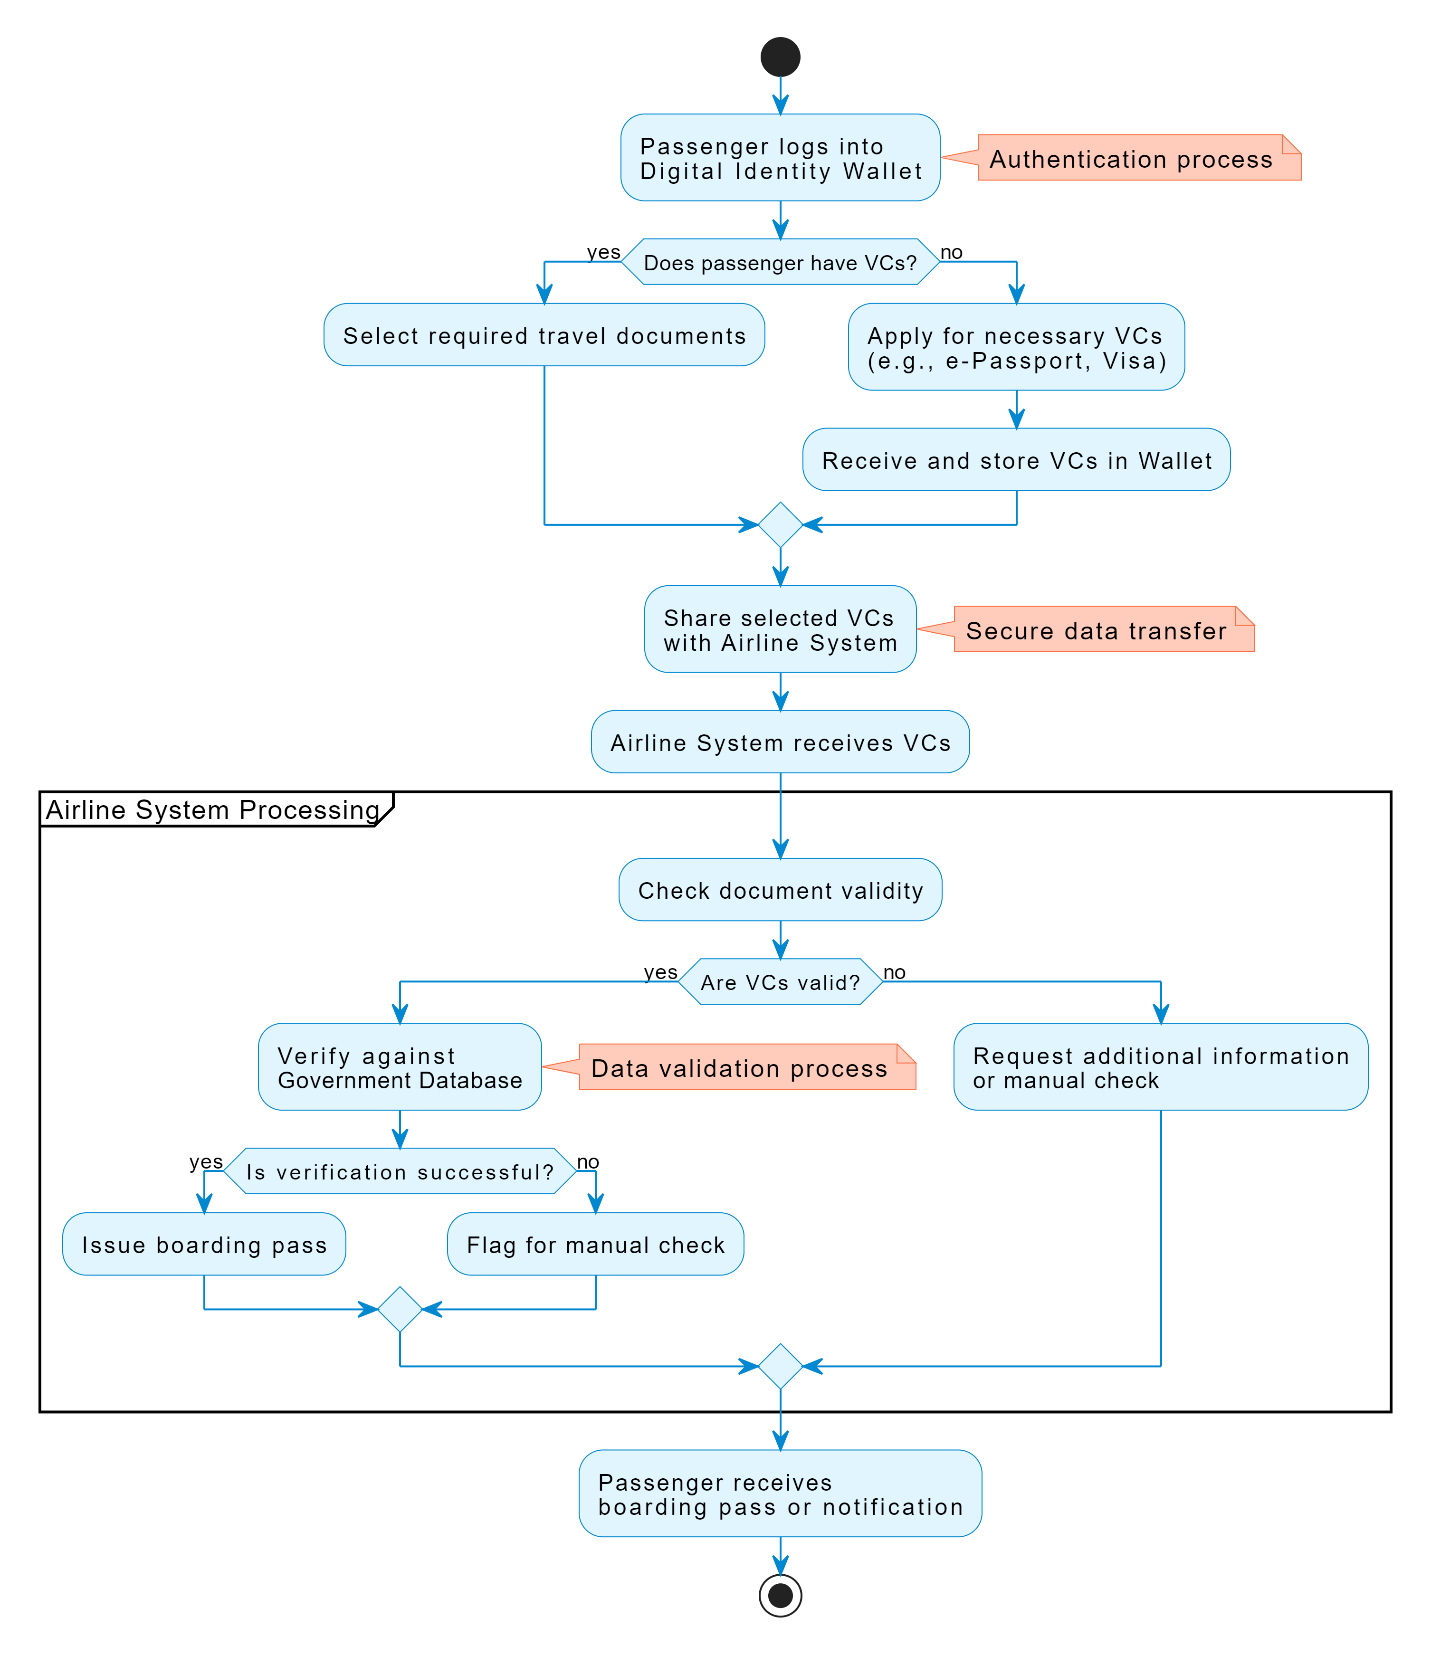 Passenger logs into
Digital Identity Wallet
Authentication process
yes
Does passenger have VCs?
no
Select required travel documents
Apply for necessary VCs
(e.g., e-Passport, Visa)
Receive and store VCs in Wallet
Share selected VCs
with Airline System
Secure data transfer
Airline System receives VCs
Airline System Processing
Check document validity
yes
Are VCs valid?
no
Verify against
Government Database
Data validation process
Request additional information
or manual check
yes
Is verification successful?
no
Issue boarding pass
Flag for manual check
Passenger receives
boarding pass or notification